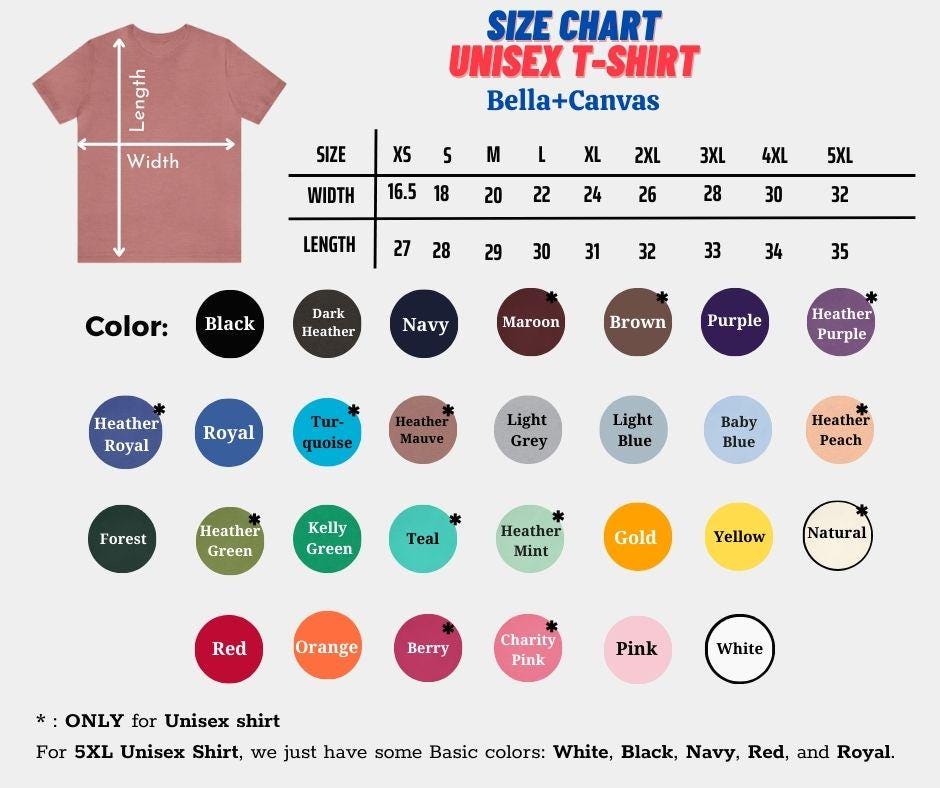 SIZE CHART
UNISEX T-SHIRT
Bella+Canvas
Length
Width
SIZE XS S M L XL 2XL 3XL 4XL 5XL
WIDTH 16.5 18 20 22 24 26 28 30 32
LENGTH 27 28 29 30 31 32 33 34 35
Color:
Black
Dark
Heather
Navy
Maroon*
Brown*
Purple
Heather*
Purple
Heather*
Royal
Royal
Tur-*
quoise
Heather*
Mauve
Light
Grey
Light
Blue
Baby
Blue
Heather*
Peach
Forest
Heather*
Green
Kelly
Green
Teal*
Heather*
Mint
Gold
Yellow
Natural*
Red
Orange
Berry*
Charity*
Pink
Pink
White
* : ONLY for Unisex shirt
For 5XL Unisex Shirt, we just have some Basic colors: White, Black, Navy, Red, and Royal.